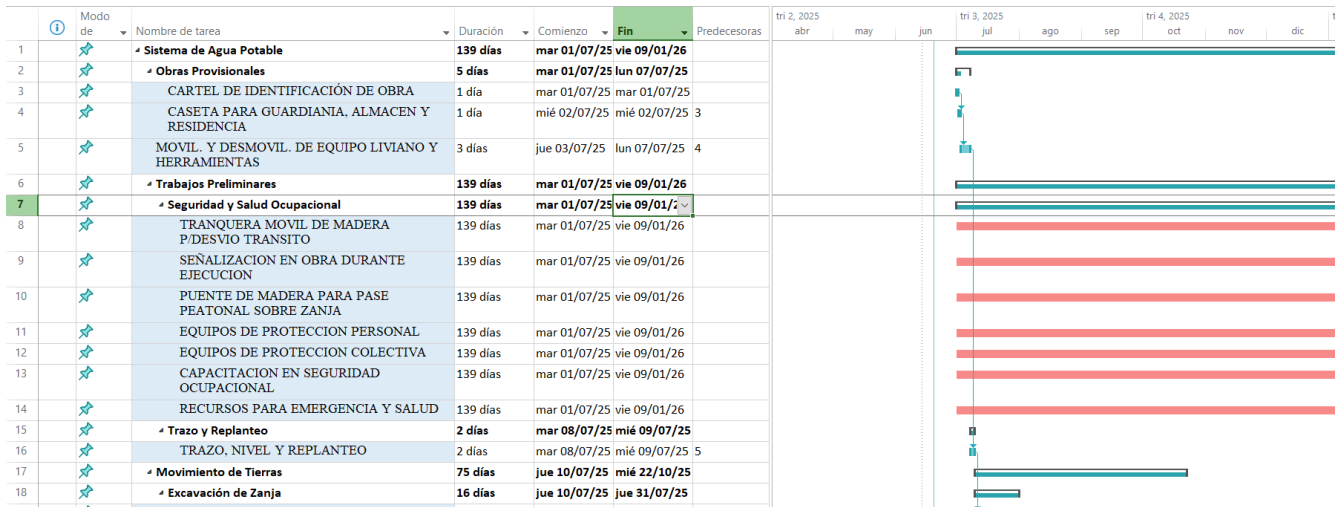 Modo de Nombre de tarea Duración Comienzo Fin Predecesoras
tri 2, 2025 tri 3, 2025 tri 4, 2025
abr may jun jul ago sep oct nov dic
1 Sistema de Agua Potable 139 días mar 01/07/25 vie 09/01/26
2 Obras Provisionales 5 días mar 01/07/25 lun 07/07/25
3 CARTEL DE IDENTIFICACIÓN DE OBRA 1 día mar 01/07/25 mar 01/07/25
4 CASETA PARA GUARDIANIA, ALMACEN Y 1 día mié 02/07/25 mié 02/07/25 3
RESIDENCIA
5 MOVIL. Y DESMOVIL. DE EQUIPO LIVIANO Y 3 días jue 03/07/25 lun 07/07/25 4
HERRAMIENTAS
6 Trabajos Preliminares 139 días mar 01/07/25 vie 09/01/26
7 Seguridad y Salud Ocupacional 139 días mar 01/07/25 vie 09/01/2
8 TRANQUERA MOVIL DE MADERA 139 días mar 01/07/25 vie 09/01/26
P/DESVIO TRANSITO
9 SEÑALIZACION EN OBRA DURANTE 139 días mar 01/07/25 vie 09/01/26
EJECUCION
10 PUENTE DE MADERA PARA PASE 139 días mar 01/07/25 vie 09/01/26
PEATONAL SOBRE ZANJA
11 EQUIPOS DE PROTECCION PERSONAL 139 días mar 01/07/25 vie 09/01/26
12 EQUIPOS DE PROTECCION COLECTIVA 139 días mar 01/07/25 vie 09/01/26
13 CAPACITACION EN SEGURIDAD 139 días mar 01/07/25 vie 09/01/26
OCUPACIONAL
14 RECURSOS PARA EMERGENCIA Y SALUD 139 días mar 01/07/25 vie 09/01/26
15 Trazo y Replanteo 2 días mar 08/07/25 mié 09/07/25
16 TRAZO, NIVEL Y REPLANTEO 2 días mar 08/07/25 mié 09/07/25 5
17 Movimiento de Tierras 75 días jue 10/07/25 mié 22/10/25
18 Excavación de Zanja 16 días jue 10/07/25 jue 31/07/25